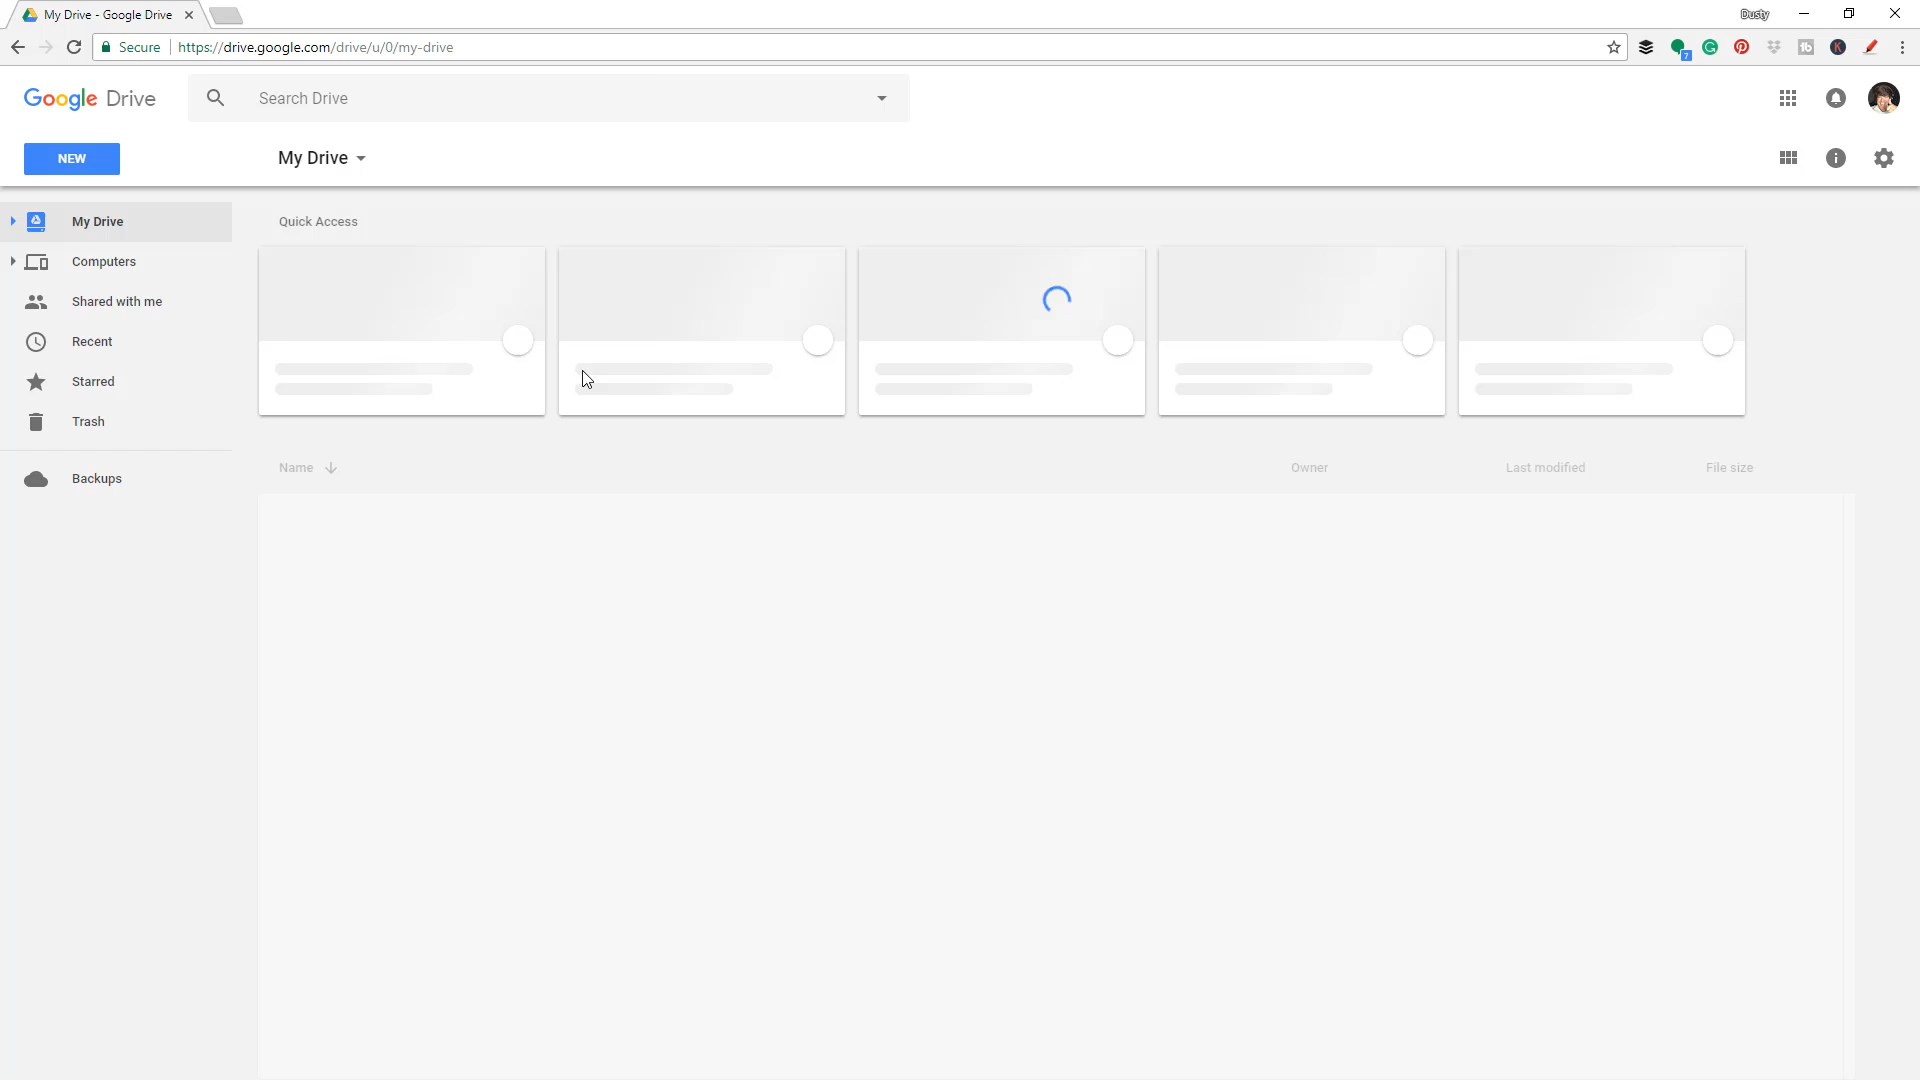 My Drive - Google Drive
Dusty
Secure
https://drive.google.com/drive/u/0/my-drive
7
Google Drive
Search Drive
NEW
My Drive
My Drive
Quick Access
Computers
Shared with me
Recent
Starred
Trash
Name
Owner
Last modified
File size
Backups